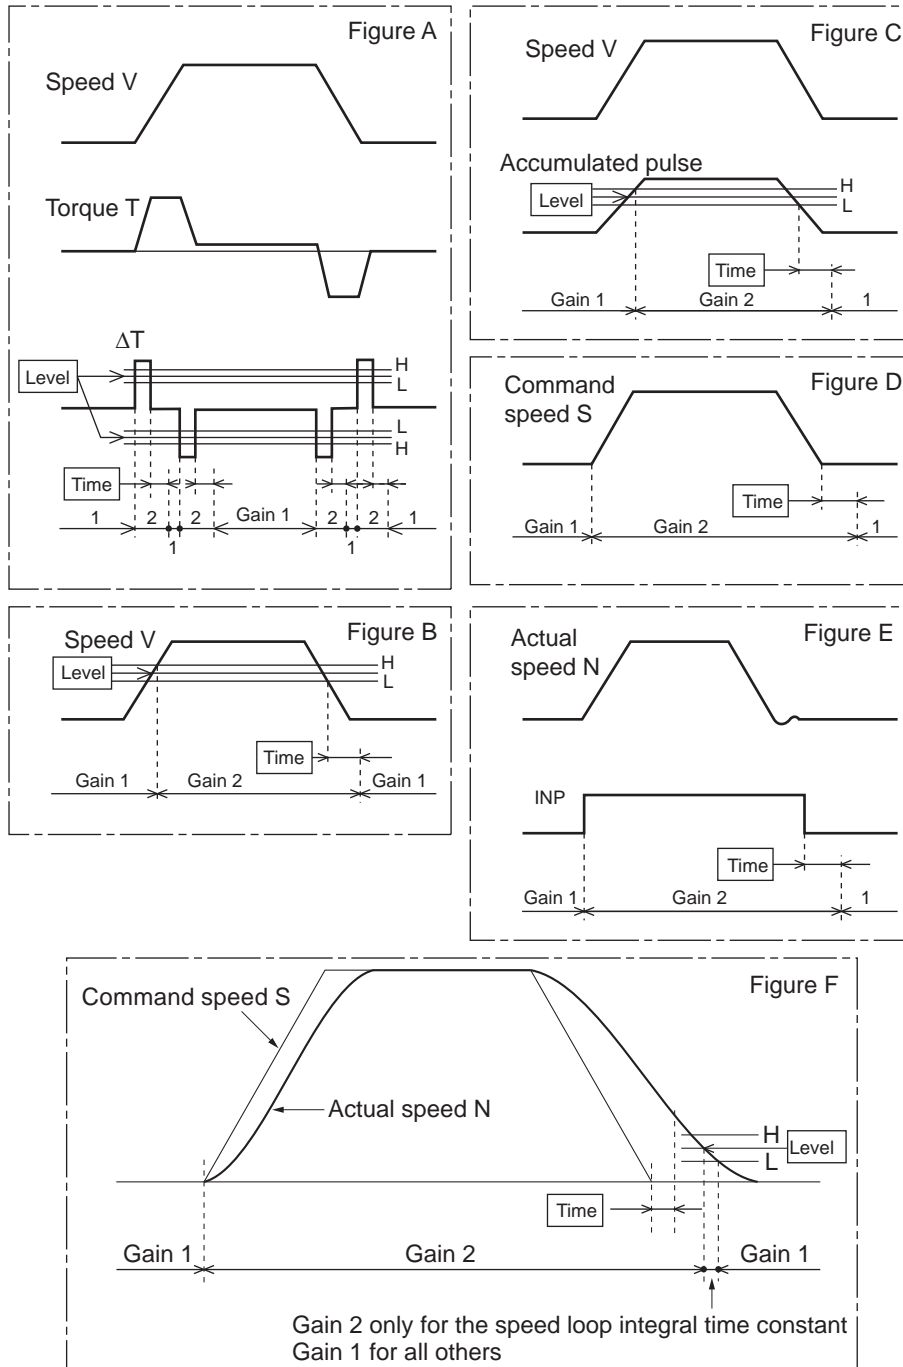 Figure A
Speed V
Torque T
ΔT
Level
H
L
L
H
Time
1
2
2
Gain 1
2
2
1
1
1
Figure B
Speed V
Level
H
L
Time
Gain 1
Gain 2
Gain 1
Figure C
Speed V
Accumulated pulse
Level
H
L
Time
Gain 1
Gain 2
1
Figure D
Command
speed S
Time
Gain 1
Gain 2
1
Figure E
Actual
speed N
INP
Time
Gain 1
Gain 2
1
Figure F
Command speed S
Actual speed N
H
Level
L
Time
Gain 1
Gain 2
Gain 1
Gain 2 only for the speed loop integral time constant
Gain 1 for all others